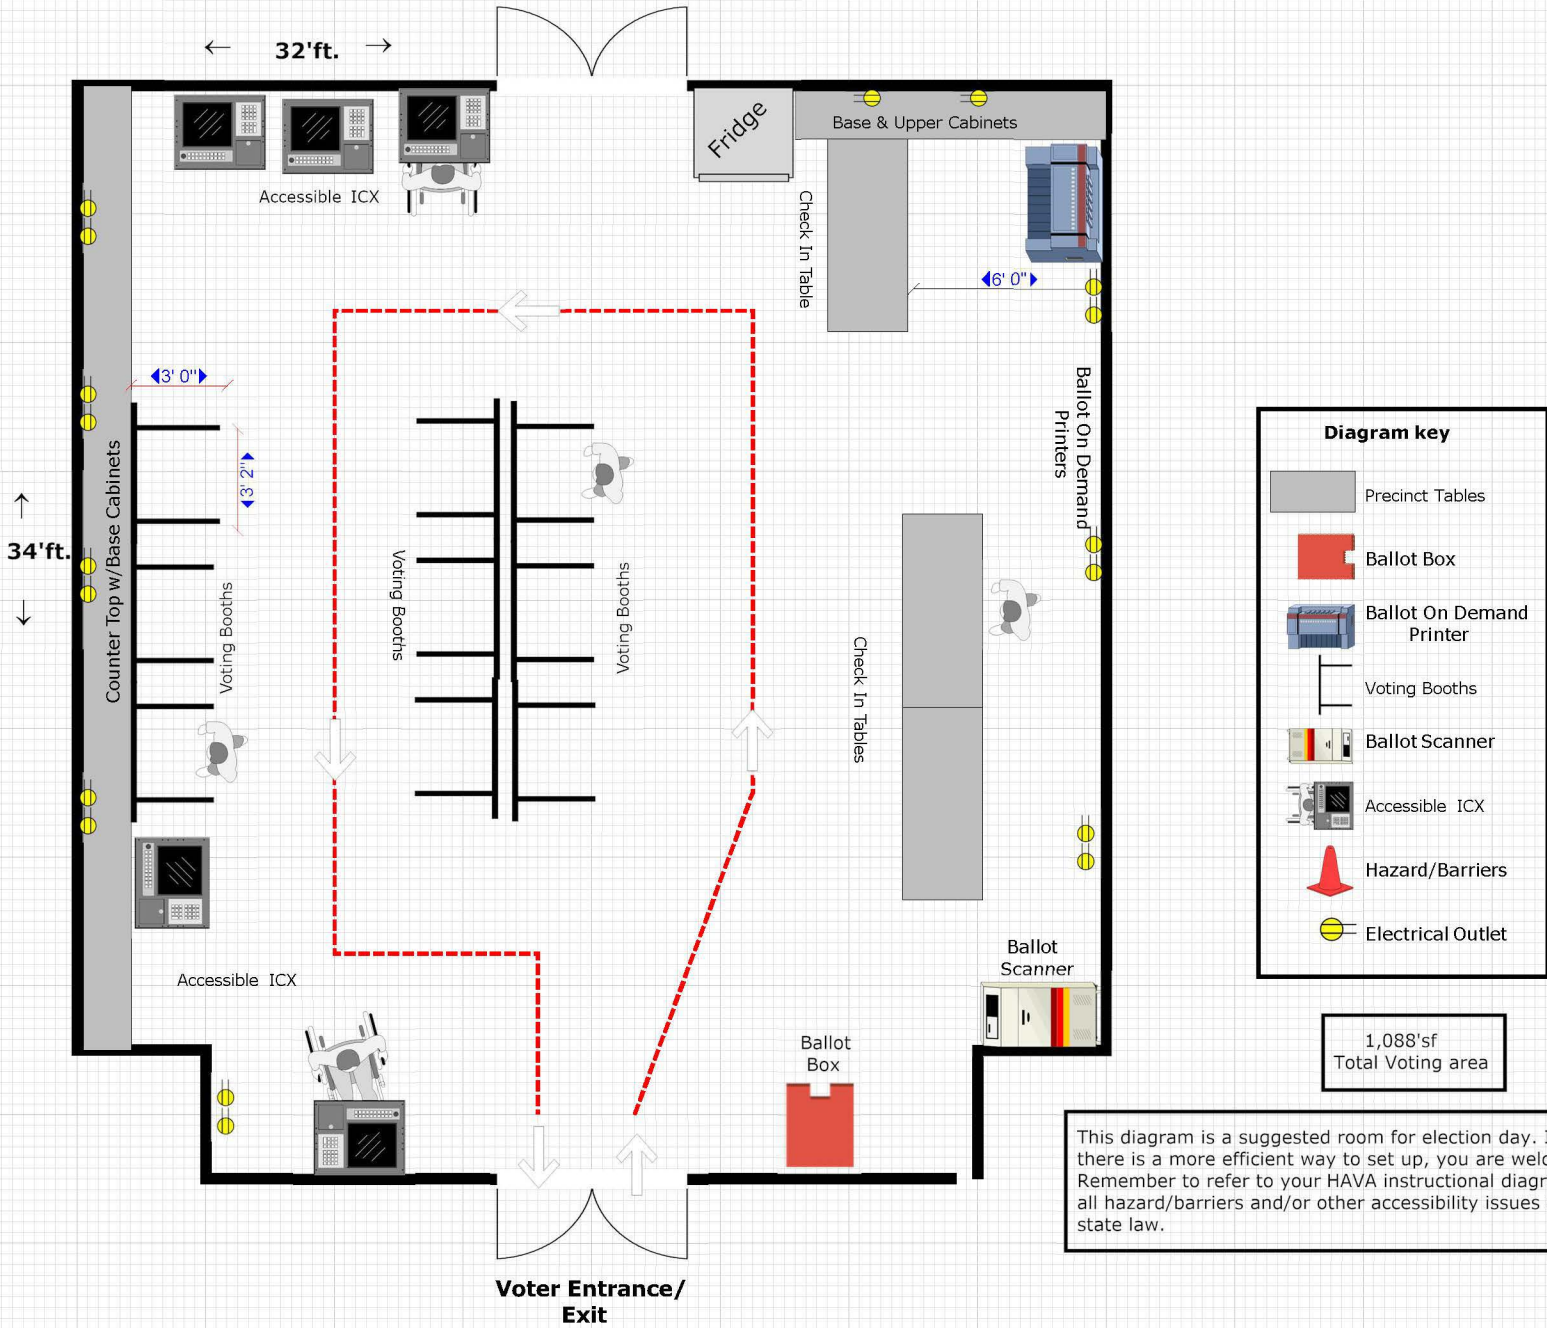 32'ft.
Fridge
Base & Upper Cabinets
Accessible ICX
Check In Table
6' 0"
3' 0"
Ballot On Demand
Printers
3' 2"
34'ft.
Counter Top w/Base Cabinets
Voting Booths
Voting Booths
Voting Booths
Check In Tables
Accessible ICX
Ballot
Scanner
Ballot
Box
Voter Entrance/
Exit
Diagram key
Precinct Tables
Ballot Box
Ballot On Demand
Printer
Voting Booths
Ballot Scanner
Accessible ICX
Hazard/Barriers
Electrical Outlet
1,088'sf
Total Voting area
This diagram is a suggested room for election day.
there is a more efficient way to set up, you are
Remember to refer to your HAVA instructional
all hazard/barriers and/or other accessibility issues
state law.